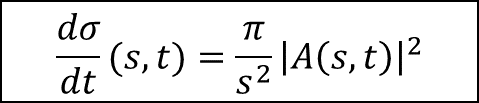 dσ/dt (s, t) = π/s² |A(s, t)|²